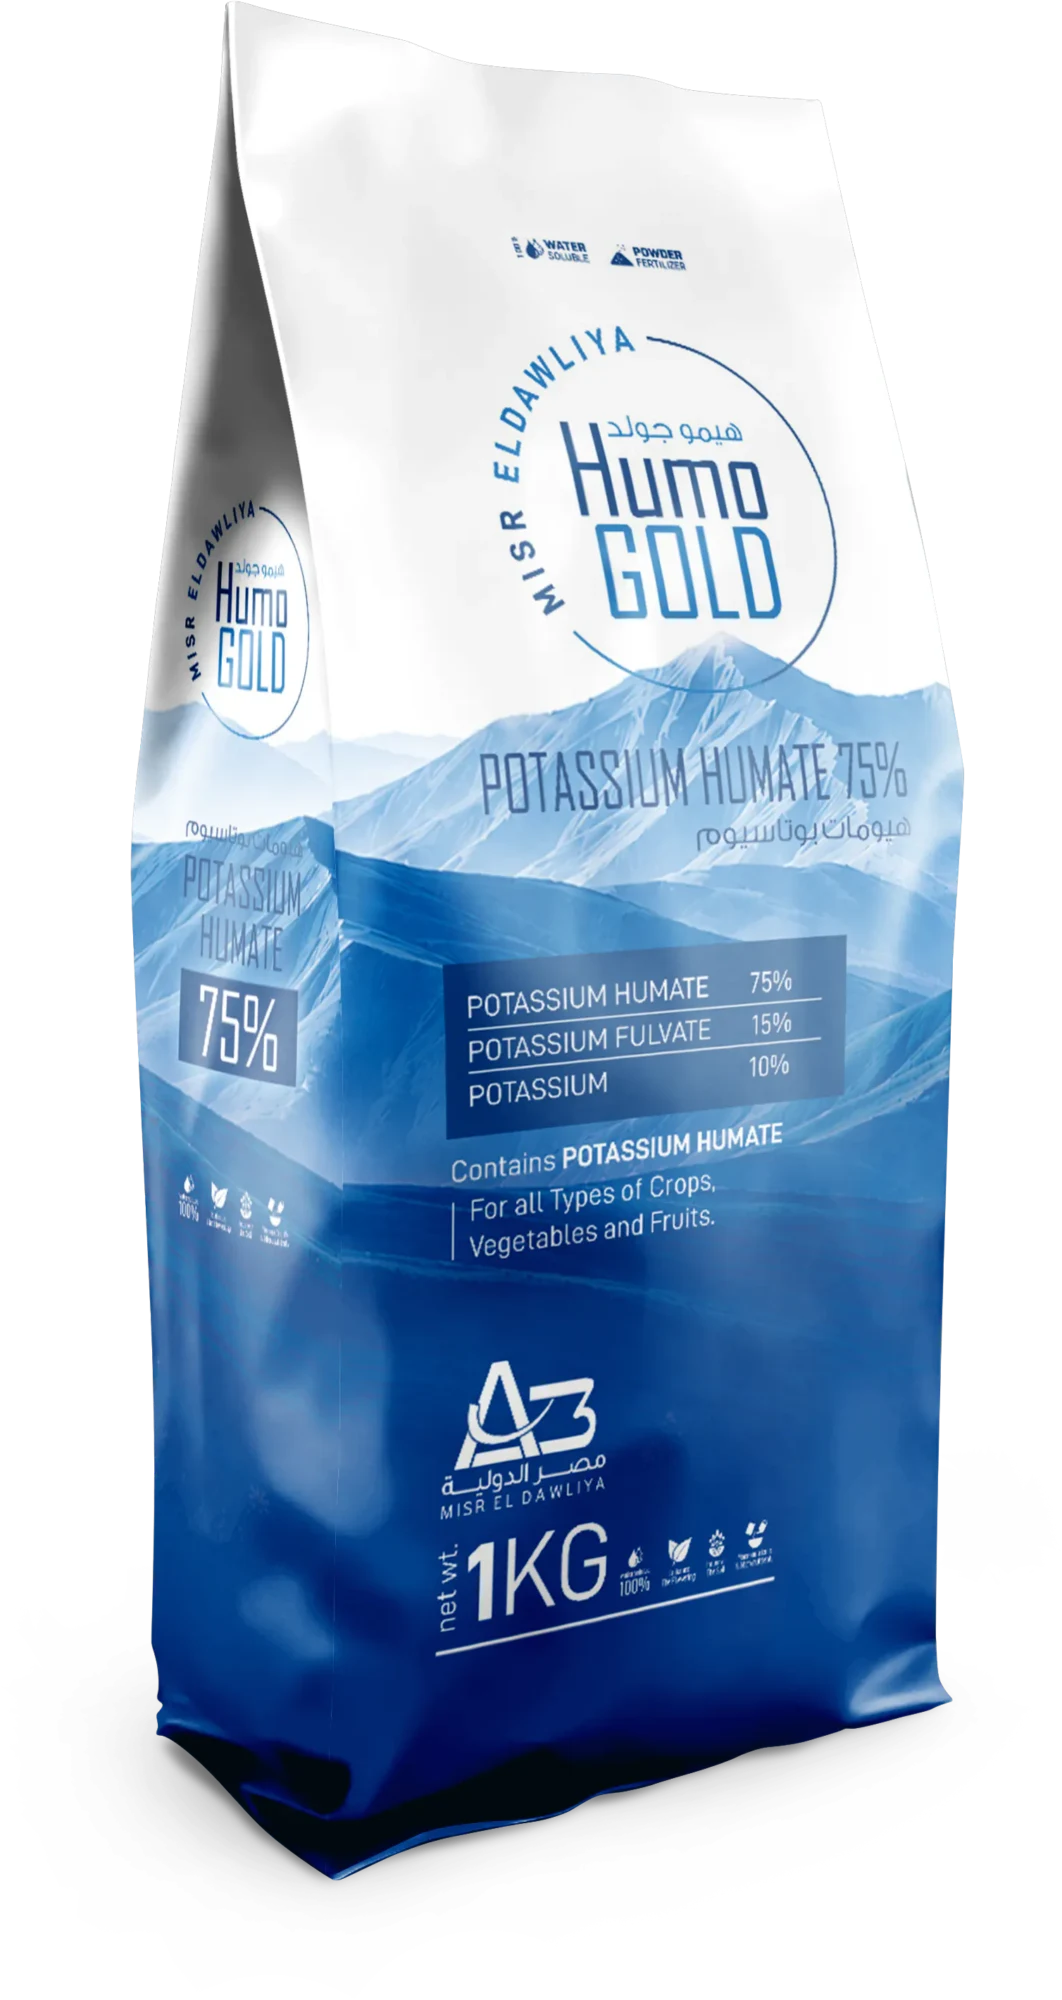 WATER
SOLUBLE
POWDER
FERTILIZER
MISR ELDAWLIYA
هيمو جولد
Humo
GOLD
POTASSIUM HUMATE 75%
هيومات بوتاسيوم
POTASSIUM HUMATE 75%
POTASSIUM FULVATE 15%
POTASSIUM 10%
Contains POTASSIUM HUMATE
For all Types of Crops,
Vegetables and Fruits.
A3
مصر الدولية
MISR EL DAWLIYA
net wt. 1KG
100%
MISR ELDAWLIYA
هيمو جولد
Humo
GOLD
هيومات بوتاسيوم
POTASSIUM
HUMATE
75%
100%